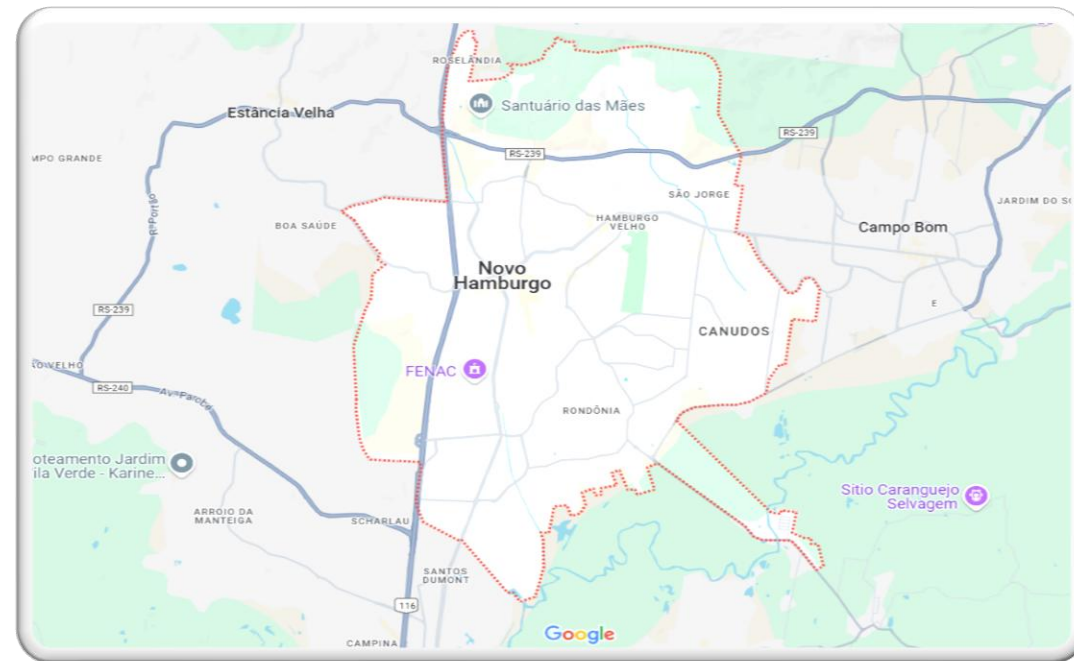 ROSELÂNDIA
Santuário das Mães
Estância Velha
RS-239
RS-239
MPO GRANDE
R. Portão
SÃO JORGE
JARDIM DO SO
HAMBURGO
VELHO
BOA SAÚDE
Campo Bom
Novo
Hamburgo
RS-239
E
CANUDOS
ÃO VELHO
FENAC
RS-240
Av. Parobé
RONDÔNIA
oteamento Jardim
ila Verde - Karine...
Sítio Caranguejo
Selvagem
ARROIO DA
MANTEIGA
SCHARLAU
SANTOS
DUMONT
116
Google
CAMPINA